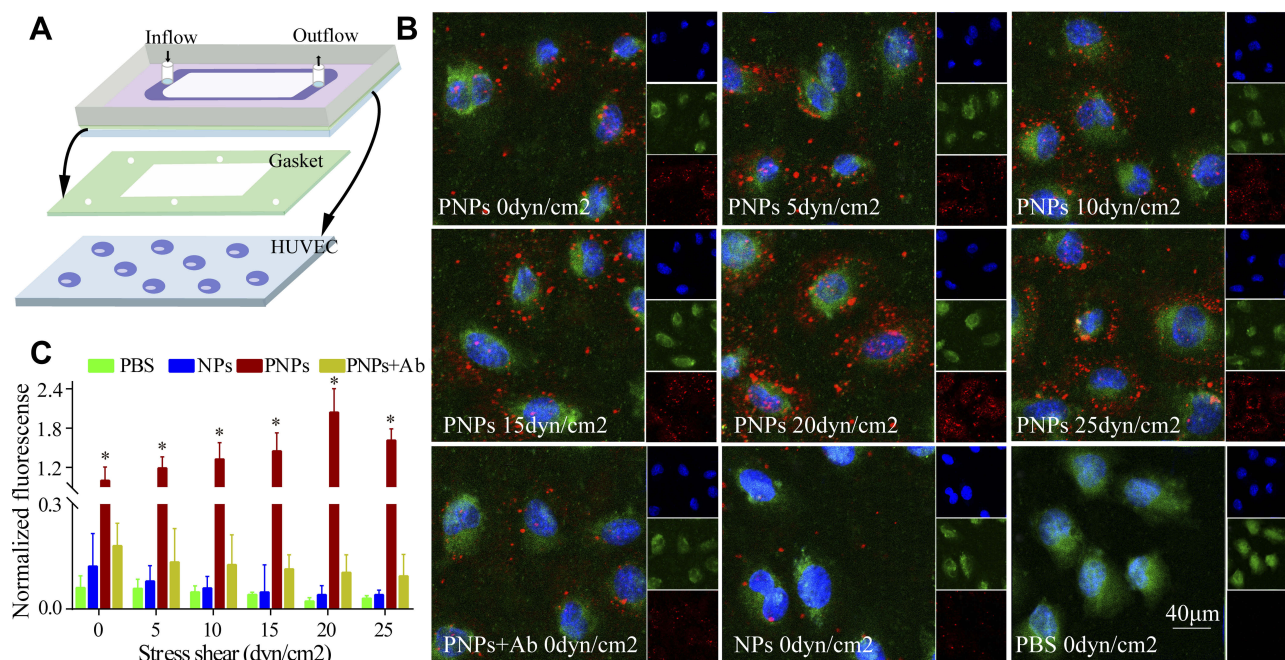 A
Inflow
Outflow
Gasket
HUVEC
B
PNPs 0dyn/cm2
PNPs 5dyn/cm2
PNPs 10dyn/cm2
PNPs 15dyn/cm2
PNPs 20dyn/cm2
PNPs 25dyn/cm2
PNPs+Ab 0dyn/cm2
NPs 0dyn/cm2
PBS 0dyn/cm2
40μm
C
PBS NPs PNPs PNPs+Ab
Normalized fluorescense
2.4
1.8
1.2
0.3
0.0
* * * * * *
0 5 10 15 20 25
Stress shear (dyn/cm2)